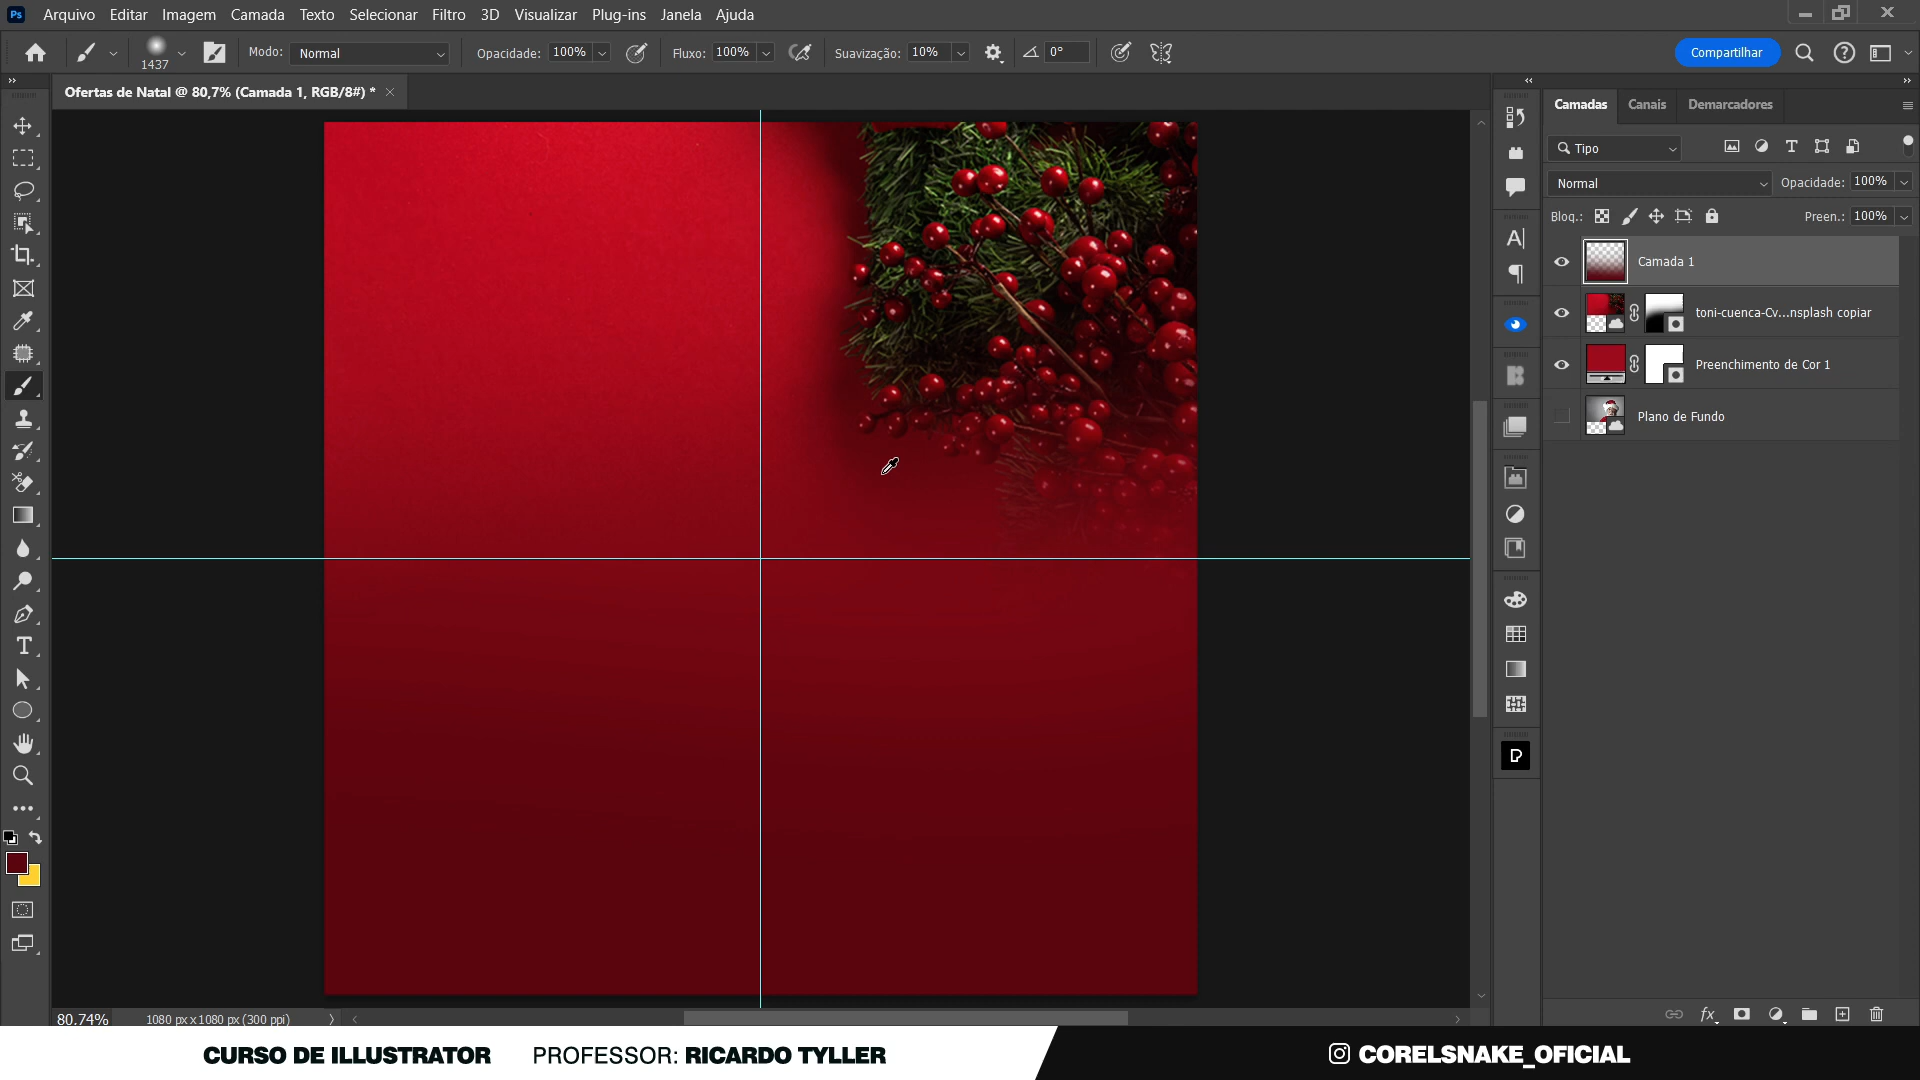 Ps Arquivo Editar Imagem Camada Texto Selecionar Filtro 3D Visualizar Plug-ins Janela Ajuda
1437 Modo: Normal Opacidade: 100% Fluxo: 100% Suavização: 10% 0° Compartilhar
Ofertas de Natal @ 80,7% (Camada 1, RGB/8#) *
Camadas Canais Demarcadores
Tipo
Normal Opacidade: 100%
Bloq.: Preen.: 100%
Camada 1
toni-cuenca-Cv...nsplash copiar
Preenchimento de Cor 1
Plano de Fundo
80,74% 1080 px x 1080 px (300 ppi)
CURSO DE ILLUSTRATOR PROFESSOR: RICARDO TYLLER CORELSNAKE_OFICIAL